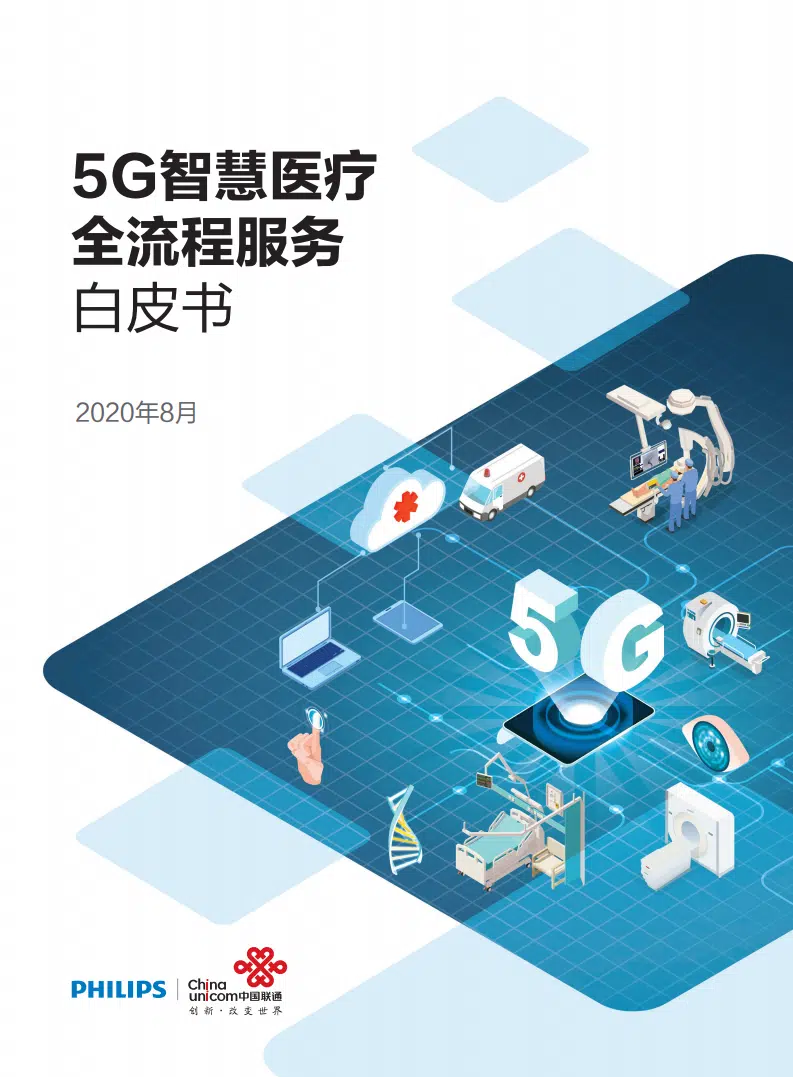 5G智慧医疗
全流程服务
白皮书
2020年8月
5G
PHILIPS
China
unicom中国联通
创新·改变世界